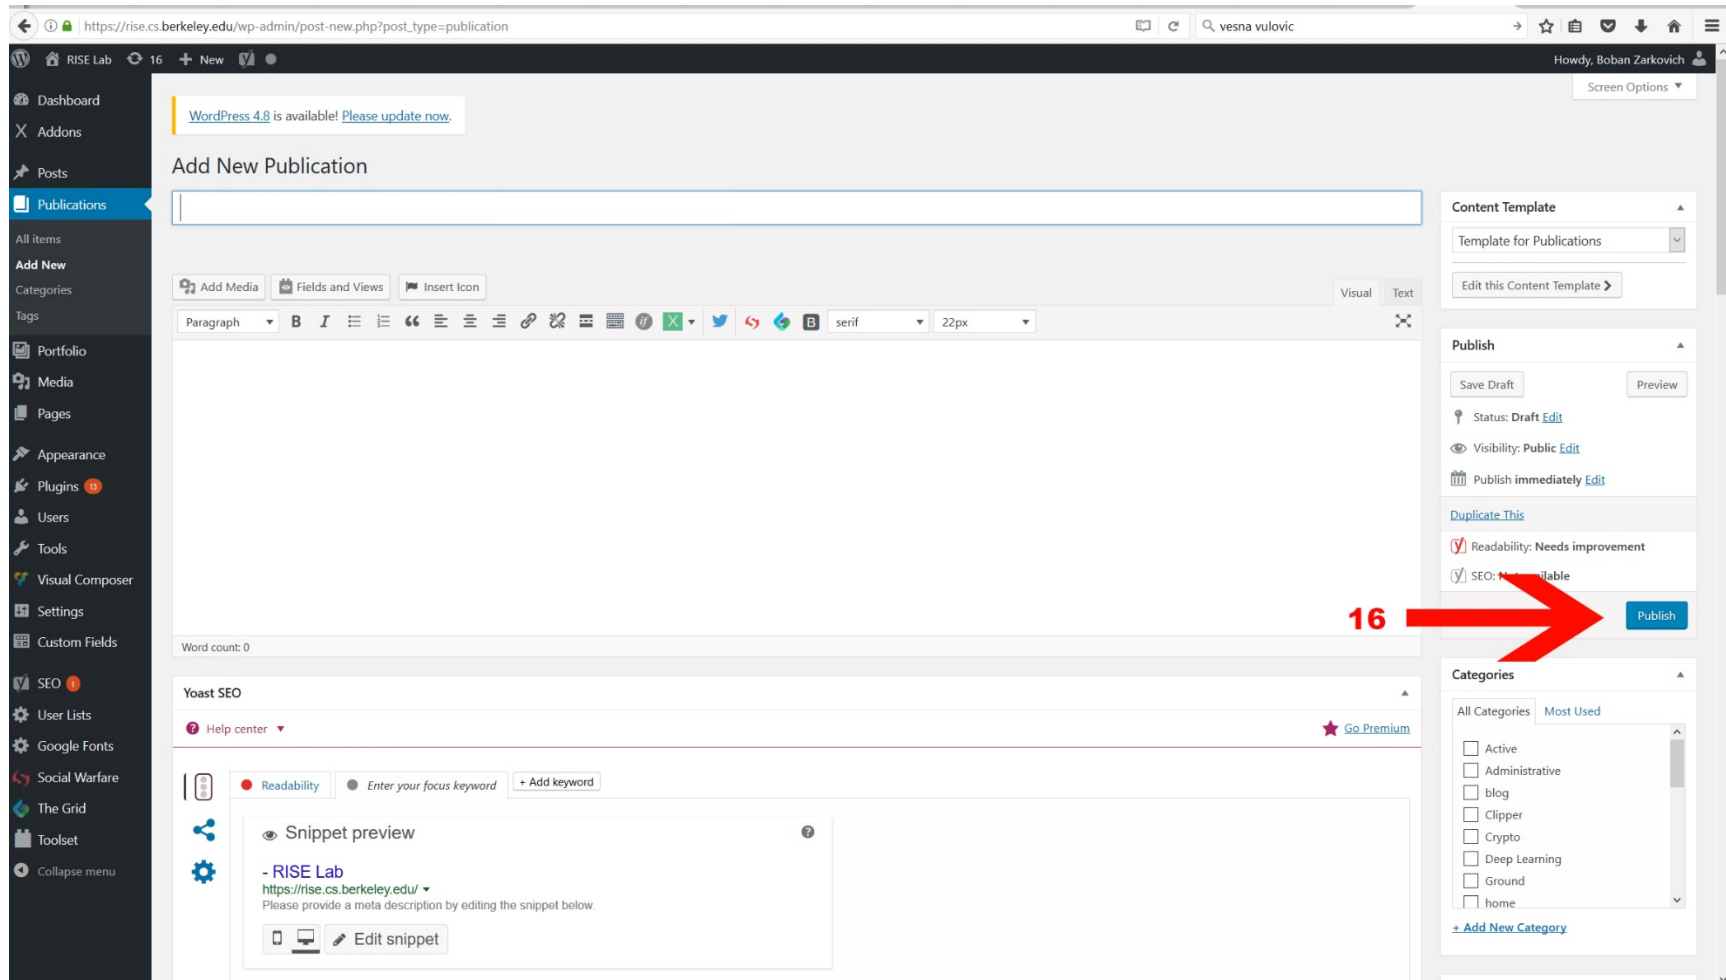 https://rise.cs.berkeley.edu/wp-admin/post-new.php?post_type=publication
vesna vulovic
RISE Lab 16 + New
Howdy, Boban Zarkovich
Screen Options
Dashboard
Addons
Posts
Publications
All items
Add New
Categories
Tags
Portfolio
Media
Pages
Appearance
Plugins 13
Users
Tools
Visual Composer
Settings
Custom Fields
SEO 1
User Lists
Google Fonts
Social Warfare
The Grid
Toolset
Collapse menu
WordPress 4.8 is available! Please update now.
Add New Publication
Add Media Fields and Views Insert Icon
Visual Text
Paragraph B I serif 22px
Word count: 0
Yoast SEO
Help center
Go Premium
Readability Enter your focus keyword + Add keyword
Snippet preview
- RISE Lab
https://rise.cs.berkeley.edu/
Please provide a meta description by editing the snippet below.
Edit snippet
Content Template
Template for Publications
Edit this Content Template
Publish
Save Draft Preview
Status: Draft Edit
Visibility: Public Edit
Publish immediately Edit
Duplicate This
Readability: Needs improvement
SEO:
16
Publish
Categories
All Categories Most Used
Active
Administrative
blog
Clipper
Crypto
Deep Learning
Ground
home
+ Add New Category